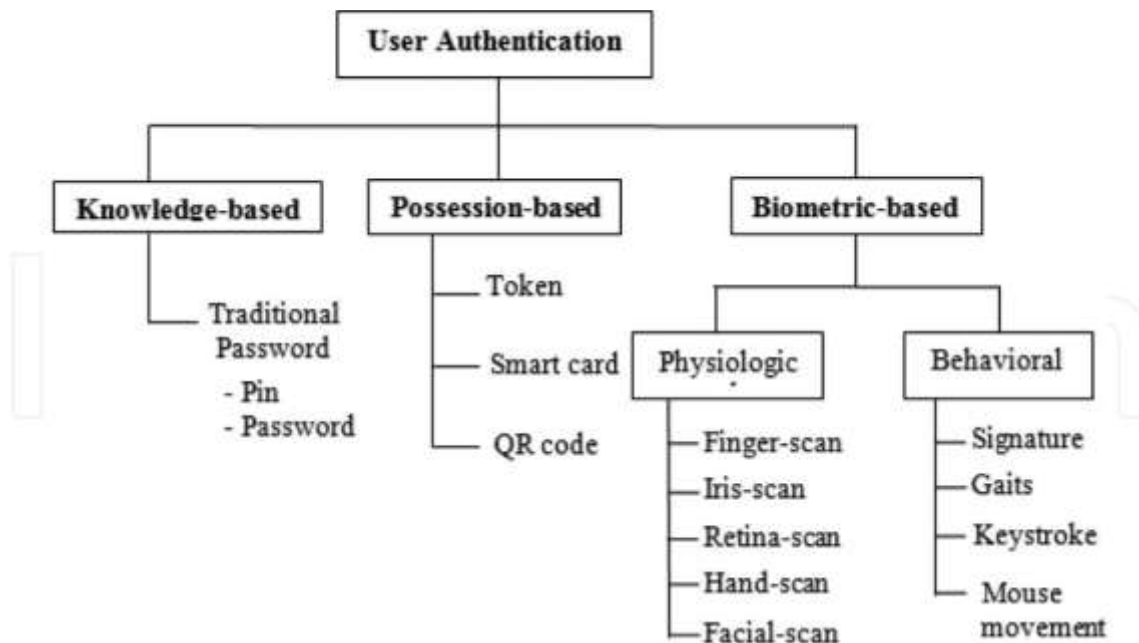 User Authentication
Knowledge-based
Possession-based
Biometric-based
Traditional
Password
- Pin
- Password
Token
Smart card
QR code
Physiologic
Finger-scan
Iris-scan
Retina-scan
Hand-scan
Facial-scan
Behavioral
Signature
Gaits
Keystroke
Mouse
movement